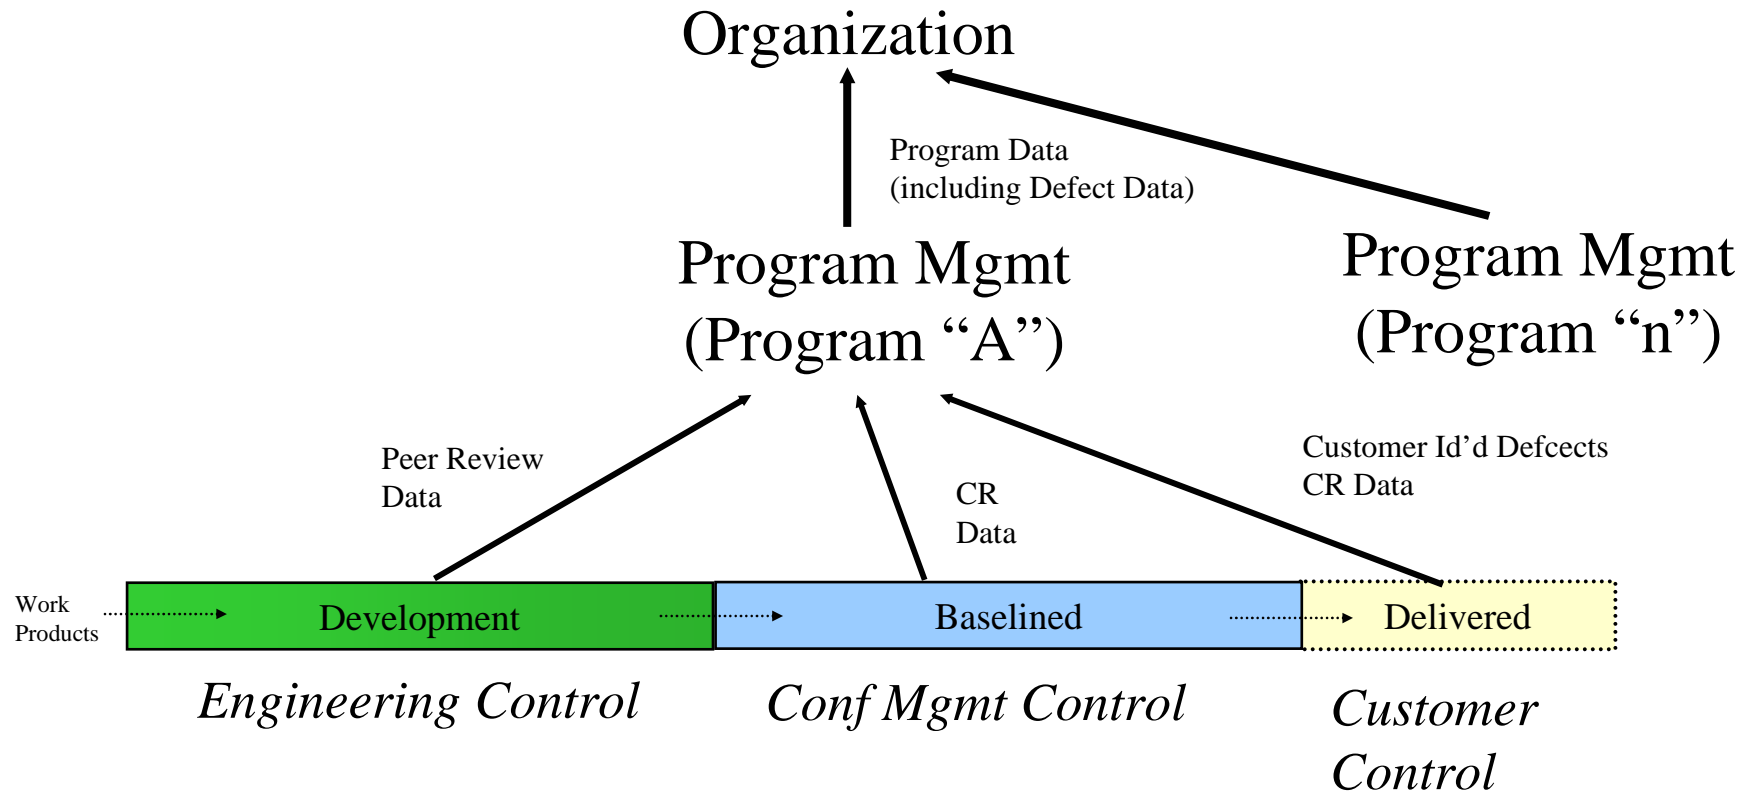 Organization
Program Data
(including Defect Data)
Program Mgmt
(Program “A”)
Program Mgmt
(Program “n”)
Peer Review
Data
CR
Data
Customer Id’d Defcects
CR Data
Work
Products
Development
Baselined
Delivered
Engineering Control
Conf Mgmt Control
Customer
Control